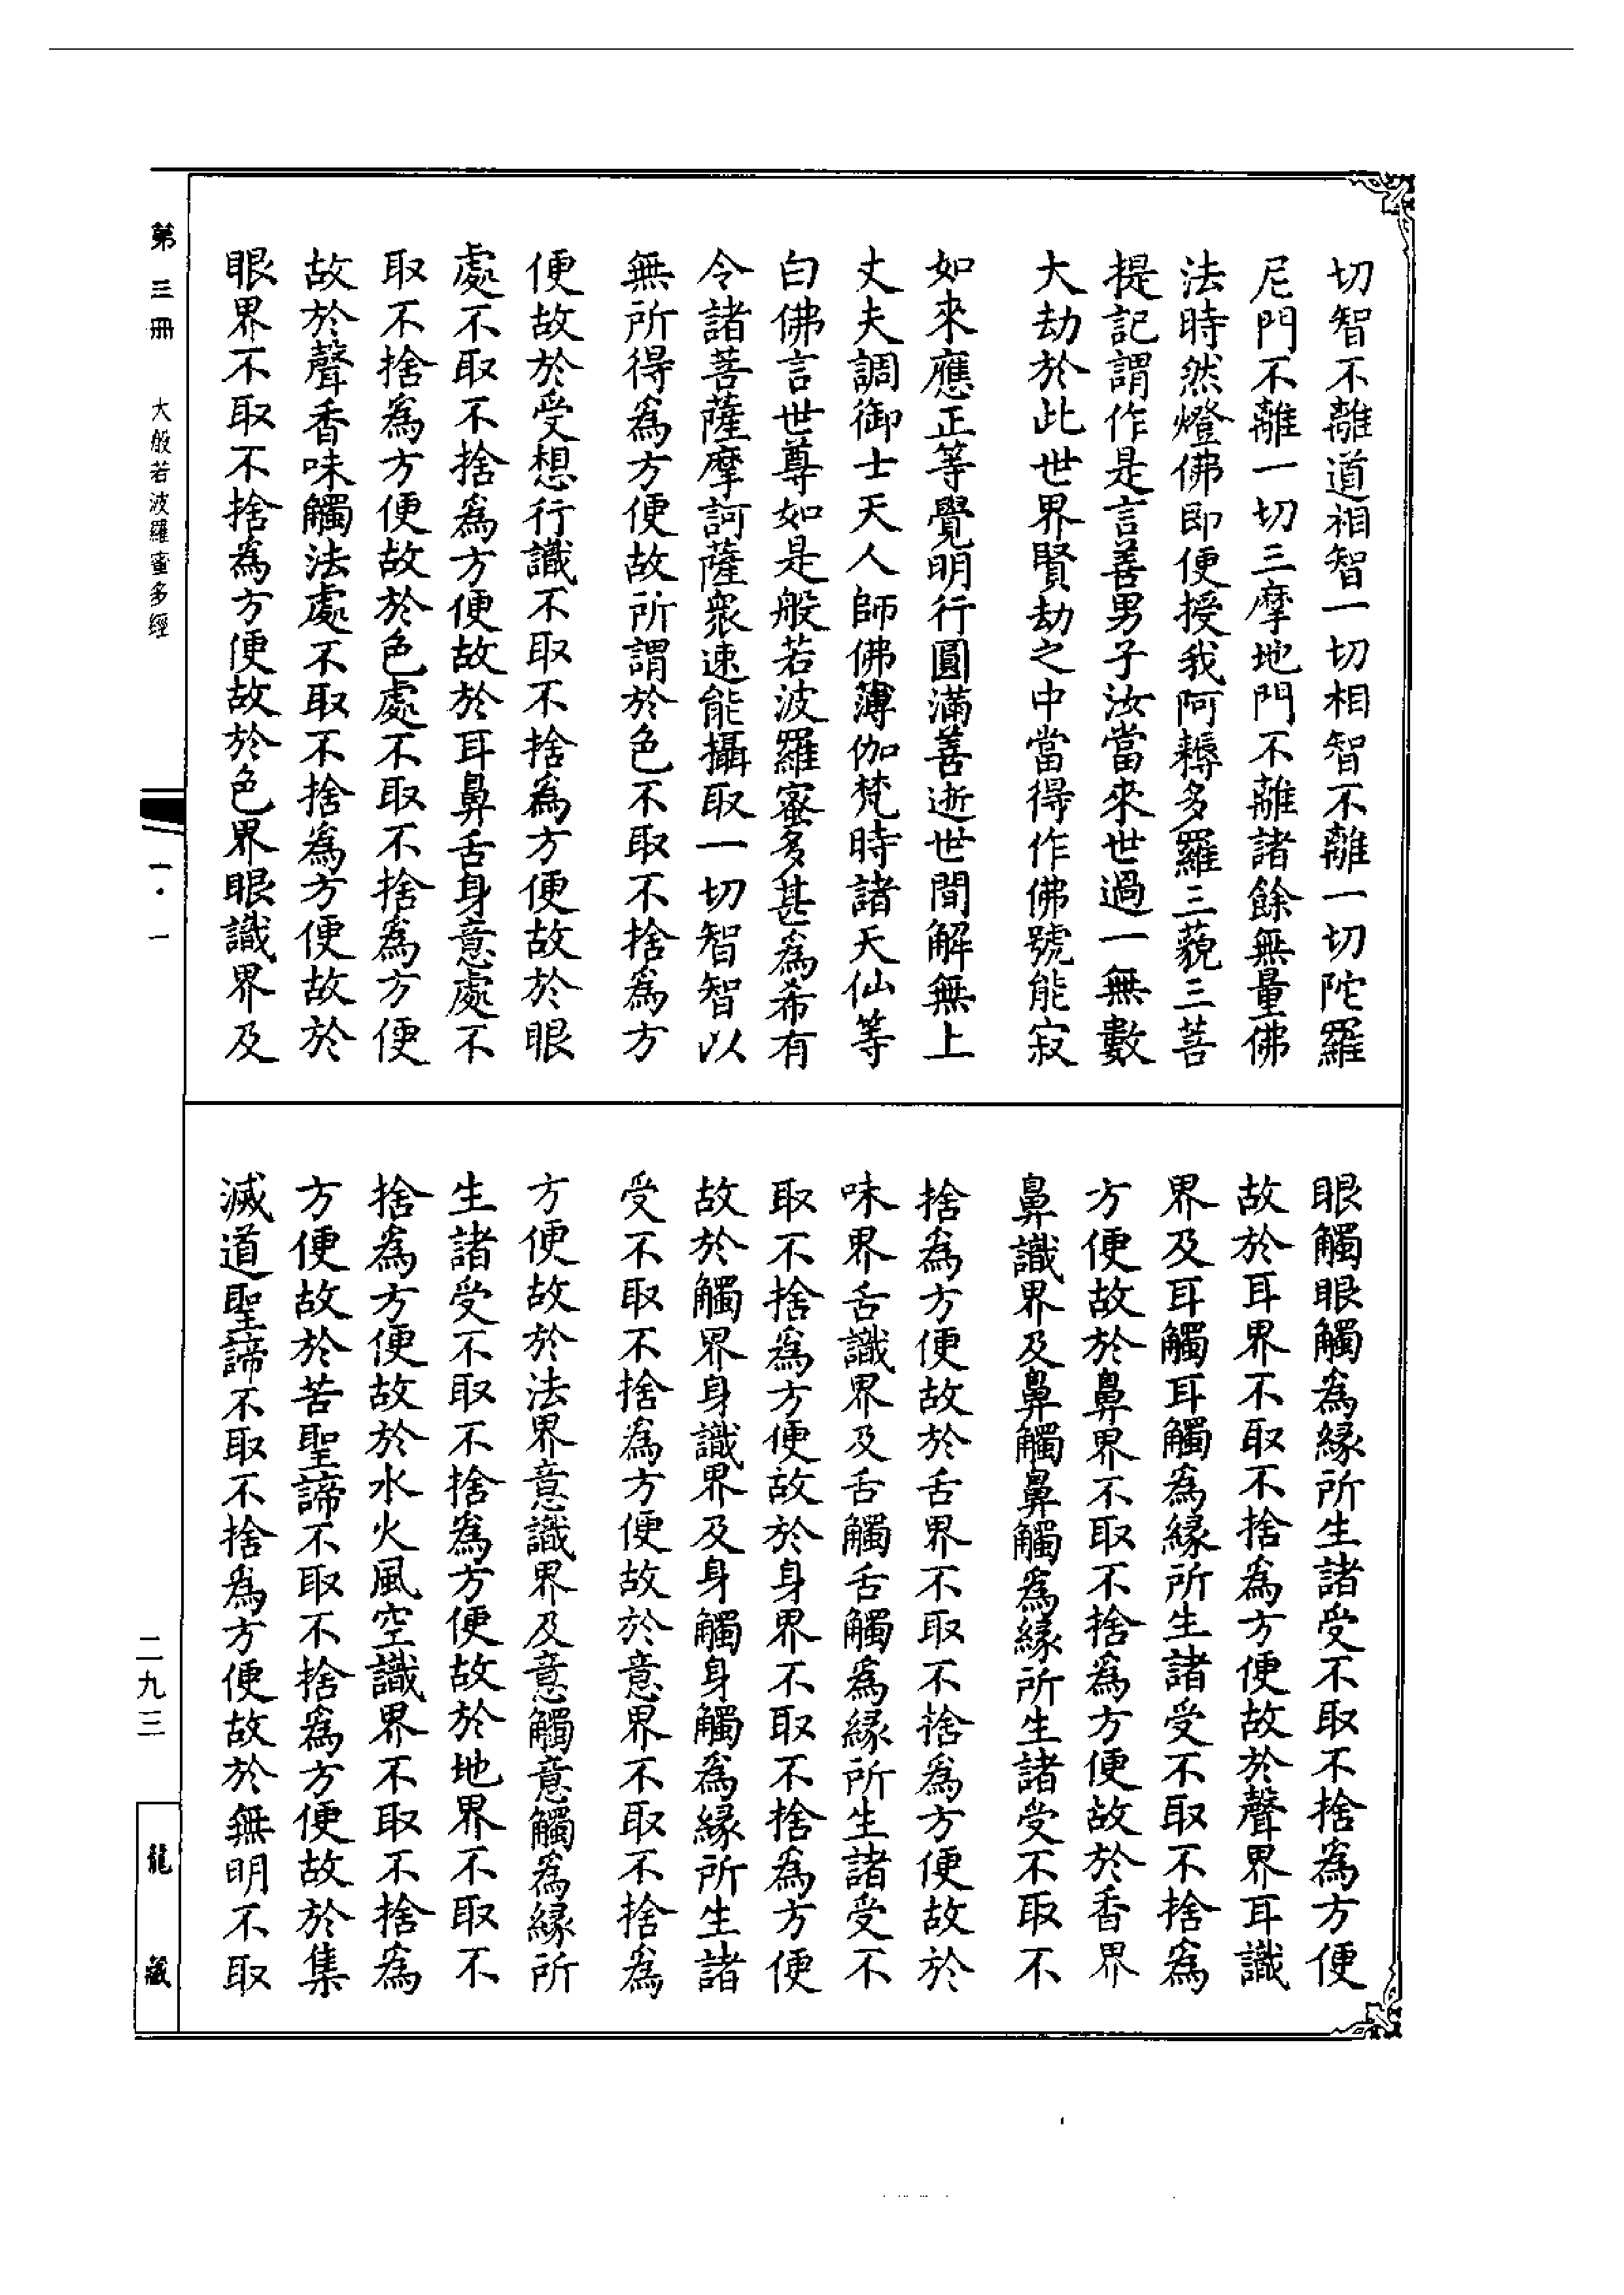 切智不離道相智一切相智不離一切陀羅
尼門不離一切三摩地門不離諸餘無量佛
法時然燈佛即便授我阿耨多羅三藐三菩
提記謂作是言善男子汝當來世過一無數
大劫於此世界賢劫之中當得作佛號能寂
如來應正等覺明行圓滿善逝世間解無上
丈夫調御士天人師佛薄伽梵時諸天仙等
白佛言世尊如是般若波羅蜜多甚爲希有
令諸菩薩摩訶薩衆速能攝取一切智智以
無所得爲方便故所謂於色不取不捨爲方
便故於受想行識不取不捨爲方便故於眼
處不取不捨爲方便故於耳鼻舌身意處不
取不捨爲方便故於色處不取不捨爲方便
故於聲香味觸法處不取不捨爲方便故於
眼界不取不捨爲方便故於色界眼識界及
眼觸眼觸爲緣所生諸受不取不捨爲方便
故於耳界不取不捨爲方便故於聲界耳識
界及耳觸耳觸爲緣所生諸受不取不捨爲
方便故於鼻界不取不捨爲方便故於香界
鼻識界及鼻觸鼻觸爲緣所生諸受不取不
捨爲方便故於舌界不取不捨爲方便故於
味界舌識界及舌觸舌觸爲緣所生諸受不
取不捨爲方便故於身界不取不捨爲方便
故於觸界身識界及身觸身觸爲緣所生諸
受不取不捨爲方便故於意界不取不捨爲
方便故於法界意識界及意觸意觸爲緣所
生諸受不取不捨爲方便故於地界不取不
捨爲方便故於水火風空識界不取不捨爲
方便故於苦聖諦不取不捨爲方便故於集
滅道聖諦不取不捨爲方便故於無明不取
第三冊 大般若波羅蜜多經 一·一
二九三
龍藏